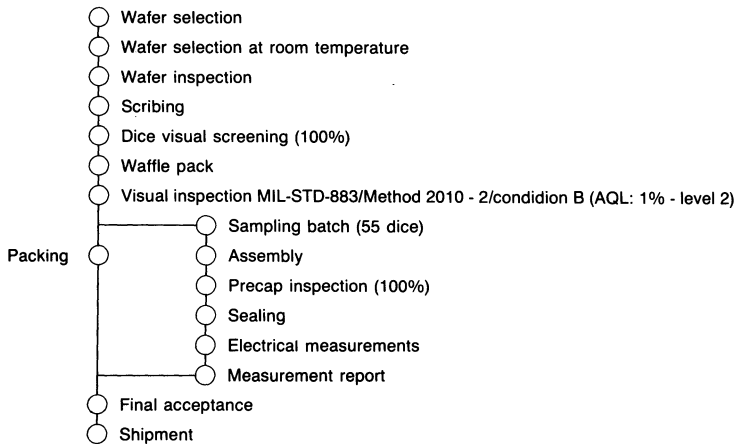 Wafer selection
Wafer selection at room temperature
Wafer inspection
Scribing
Dice visual screening (100%)
Waffle pack
Visual inspection MIL-STD-883/Method 2010 - 2/condidion B (AQL: 1% - level 2)
Sampling batch (55 dice)
Packing
Assembly
Precap inspection (100%)
Sealing
Electrical measurements
Measurement report
Final acceptance
Shipment